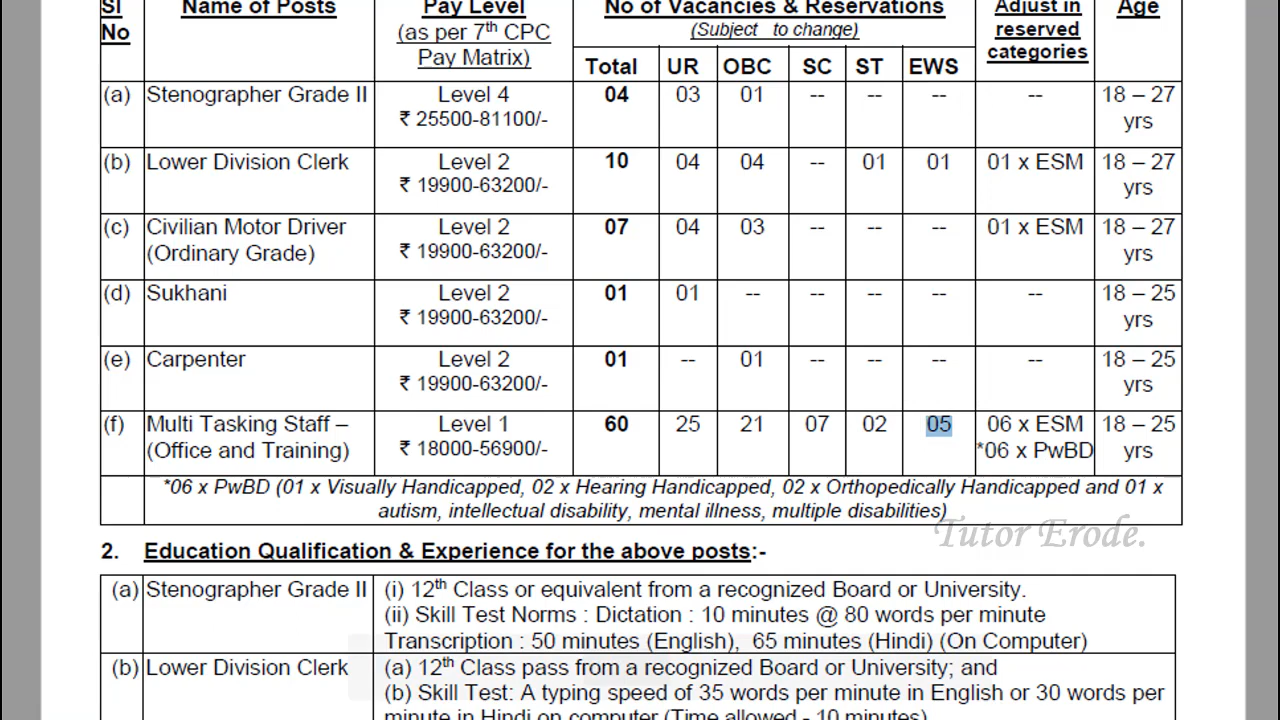 Sl No | Name of Posts | Pay Level (as per 7th CPC Pay Matrix) | No of Vacancies & Reservations (Subject to change) | Adjust in reserved categories | Age
Total | UR | OBC | SC | ST | EWS
(a) | Stenographer Grade II | Level 4 ₹ 25500-81100/- | 04 | 03 | 01 | -- | -- | -- | -- | 18 – 27 yrs
(b) | Lower Division Clerk | Level 2 ₹ 19900-63200/- | 10 | 04 | 04 | -- | 01 | 01 | 01 x ESM | 18 – 27 yrs
(c) | Civilian Motor Driver (Ordinary Grade) | Level 2 ₹ 19900-63200/- | 07 | 04 | 03 | -- | -- | -- | 01 x ESM | 18 – 27 yrs
(d) | Sukhani | Level 2 ₹ 19900-63200/- | 01 | 01 | -- | -- | -- | -- | -- | 18 – 25 yrs
(e) | Carpenter | Level 2 ₹ 19900-63200/- | 01 | -- | 01 | -- | -- | -- | -- | 18 – 25 yrs
(f) | Multi Tasking Staff – (Office and Training) | Level 1 ₹ 18000-56900/- | 60 | 25 | 21 | 07 | 02 | 05 | 06 x ESM *06 x PwBD | 18 – 25 yrs
*06 x PwBD (01 x Visually Handicapped, 02 x Hearing Handicapped, 02 x Orthopedically Handicapped and 01 x
autism, intellectual disability, mental illness, multiple disabilities)
Tutor Erode.
2. Education Qualification & Experience for the above posts:-
(a) Stenographer Grade II | (i) 12th Class or equivalent from a recognized Board or University.
(ii) Skill Test Norms : Dictation : 10 minutes @ 80 words per minute
Transcription : 50 minutes (English), 65 minutes (Hindi) (On Computer)
(b) Lower Division Clerk | (a) 12th Class pass from a recognized Board or University; and
(b) Skill Test: A typing speed of 35 words per minute in English or 30 words per
minute in Hindi on computer (Time allowed - 10 minutes)